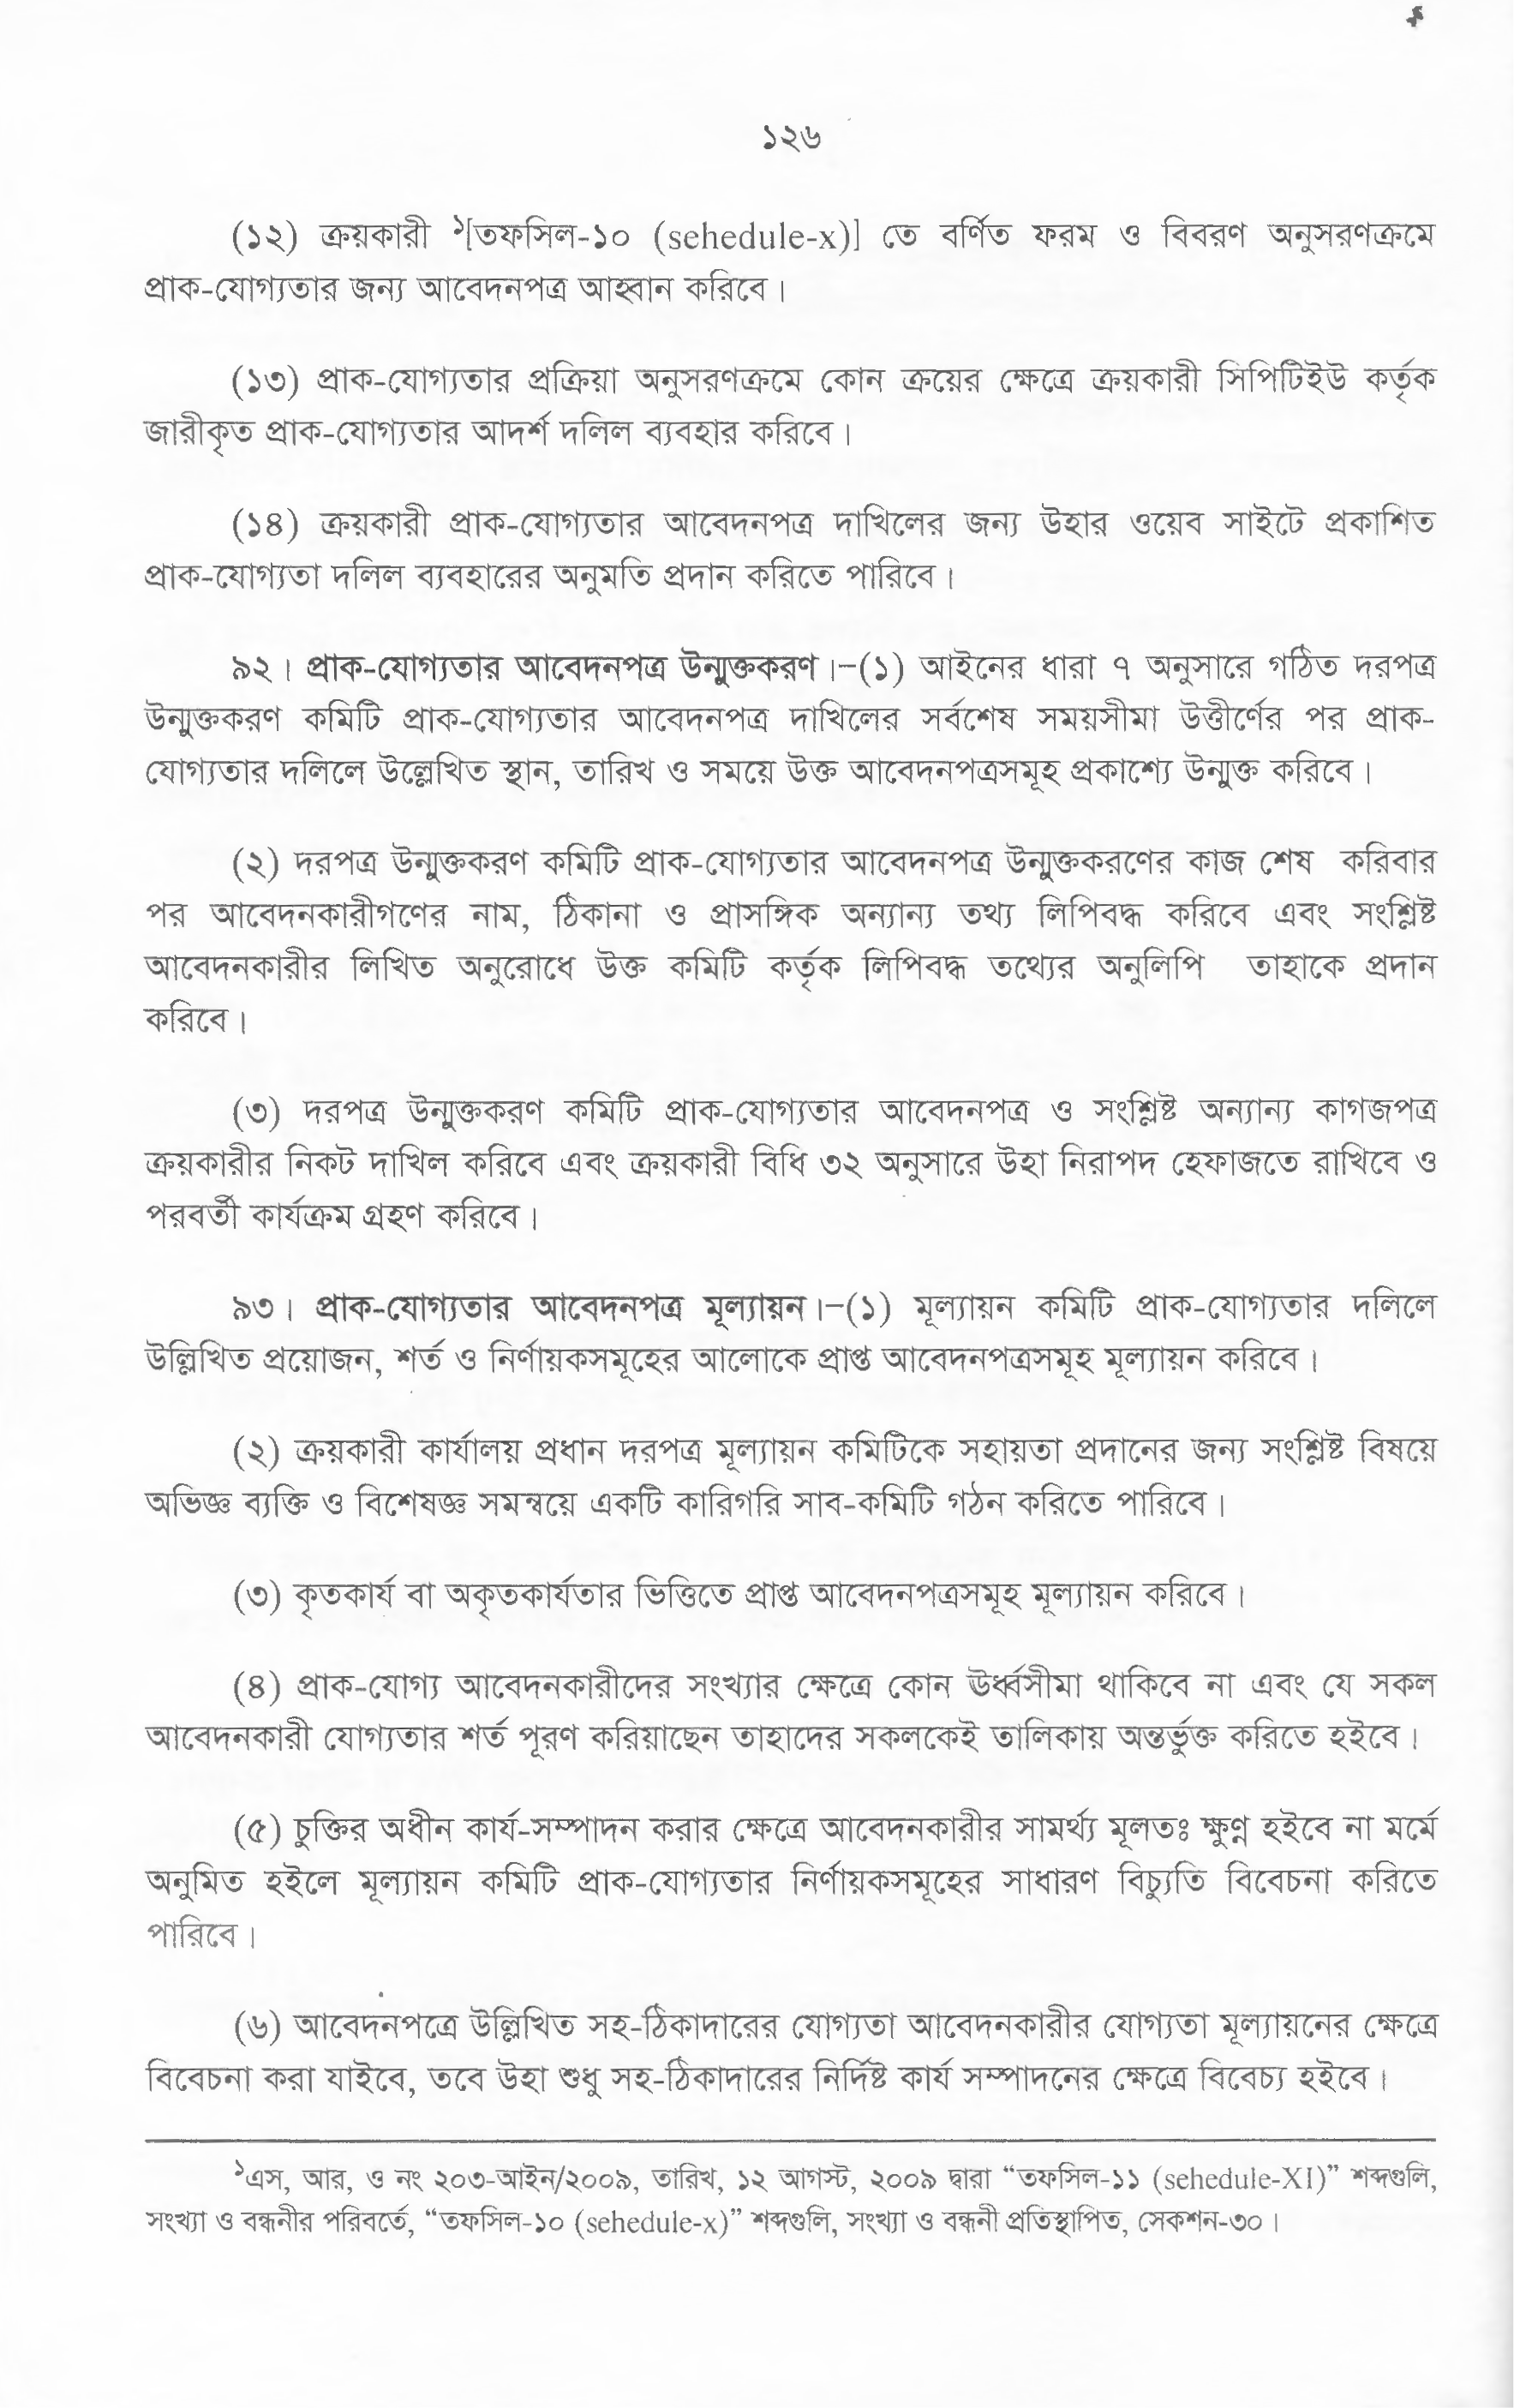 ১২৬
(১২) ক্রয়কারী ১[তফসিল-১০ (sehedule-x)] তে বর্ণিত ফরম ও বিবরণ অনুসরণক্রমে
প্রাক-যোগ্যতার জন্য আবেদনপত্র আহ্বান করিবে।
(১৩) প্রাক-যোগ্যতার প্রক্রিয়া অনুসরণক্রমে কোন ক্রয়ের ক্ষেত্রে ক্রয়কারী সিপিটিইউ কর্তৃক
জারীকৃত প্রাক-যোগ্যতার আদর্শ দলিল ব্যবহার করিবে।
(১৪) ক্রয়কারী প্রাক-যোগ্যতার আবেদনপত্র দাখিলের জন্য উহার ওয়েব সাইটে প্রকাশিত
প্রাক-যোগ্যতা দলিল ব্যবহারের অনুমতি প্রদান করিতে পারিবে।
৯২। প্রাক-যোগ্যতার আবেদনপত্র উন্মুক্তকরণ।-(১) আইনের ধারা ৭ অনুসারে গঠিত দরপত্র
উন্মুক্তকরণ কমিটি প্রাক-যোগ্যতার আবেদনপত্র দাখিলের সর্বশেষ সময়সীমা উত্তীর্ণের পর প্রাক-
যোগ্যতার দলিলে উল্লেখিত স্থান, তারিখ ও সময়ে উক্ত আবেদনপত্রসমূহ প্রকাশ্যে উন্মুক্ত করিবে।
(২) দরপত্র উন্মুক্তকরণ কমিটি প্রাক-যোগ্যতার আবেদনপত্র উন্মুক্তকরণের কাজ শেষ করিবার
পর আবেদনকারীগণের নাম, ঠিকানা ও প্রাসঙ্গিক অন্যান্য তথ্য লিপিবদ্ধ করিবে এবং সংশ্লিষ্ট
আবেদনকারীর লিখিত অনুরোধে উক্ত কমিটি কর্তৃক লিপিবদ্ধ তথ্যের অনুলিপি তাহাকে প্রদান
করিবে।
(৩) দরপত্র উন্মুক্তকরণ কমিটি প্রাক-যোগ্যতার আবেদনপত্র ও সংশ্লিষ্ট অন্যান্য কাগজপত্র
ক্রয়কারীর নিকট দাখিল করিবে এবং ক্রয়কারী বিধি ৩২ অনুসারে উহা নিরাপদ হেফাজতে রাখিবে ও
পরবর্তী কার্যক্রম গ্রহণ করিবে।
৯৩। প্রাক-যোগ্যতার আবেদনপত্র মূল্যায়ন।-(১) মূল্যায়ন কমিটি প্রাক-যোগ্যতার দলিলে
উল্লিখিত প্রয়োজন, শর্ত ও নির্ণায়কসমূহের আলোকে প্রাপ্ত আবেদনপত্রসমূহ মূল্যায়ন করিবে।
(২) ক্রয়কারী কার্যালয় প্রধান দরপত্র মূল্যায়ন কমিটিকে সহায়তা প্রদানের জন্য সংশ্লিষ্ট বিষয়ে
অভিজ্ঞ ব্যক্তি ও বিশেষজ্ঞ সমন্বয়ে একটি কারিগরি সাব-কমিটি গঠন করিতে পারিবে।
(৩) কৃতকার্য বা অকৃতকার্যতার ভিত্তিতে প্রাপ্ত আবেদনপত্রসমূহ মূল্যায়ন করিবে।
(৪) প্রাক-যোগ্য আবেদনকারীদের সংখ্যার ক্ষেত্রে কোন ঊর্ধ্বসীমা থাকিবে না এবং যে সকল
আবেদনকারী যোগ্যতার শর্ত পূরণ করিয়াছেন তাহাদের সকলকেই তালিকায় অন্তর্ভুক্ত করিতে হইবে।
(৫) চুক্তির অধীন কার্য-সম্পাদন করার ক্ষেত্রে আবেদনকারীর সামর্থ্য মূলতঃ ক্ষুণ্ণ হইবে না মর্মে
অনুমিত হইলে মূল্যায়ন কমিটি প্রাক-যোগ্যতার নির্ণায়কসমূহের সাধারণ বিচ্যুতি বিবেচনা করিতে
পারিবে।
(৬) আবেদনপত্রে উল্লিখিত সহ-ঠিকাদারের যোগ্যতা আবেদনকারীর যোগ্যতা মূল্যায়নের ক্ষেত্রে
বিবেচনা করা যাইবে, তবে উহা শুধু সহ-ঠিকাদারের নির্দিষ্ট কার্য সম্পাদনের ক্ষেত্রে বিবেচ্য হইবে।
১এস, আর, ও নং ২০৩-আইন/২০০৯, তারিখ, ১২ আগস্ট, ২০০৯ দ্বারা “তফসিল-১১ (sehedule-XI)” শব্দগুলি,
সংখ্যা ও বন্ধনীর পরিবর্তে, “তফসিল-১০ (sehedule-x)” শব্দগুলি, সংখ্যা ও বন্ধনী প্রতিস্থাপিত, সেকশন-৩০।